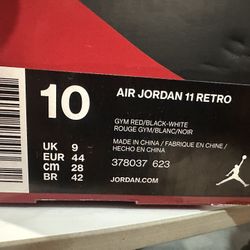 10
AIR JORDAN 11 RETRO
GYM RED/BLACK-WHITE
ROUGE GYM/BLANC/NOIR
MADE IN CHINA / FABRIQUÉ EN CHINE /
HECHO EN CHINA
UK 9
EUR 44
cm 28
BR 42
378037 623
JORDAN.COM